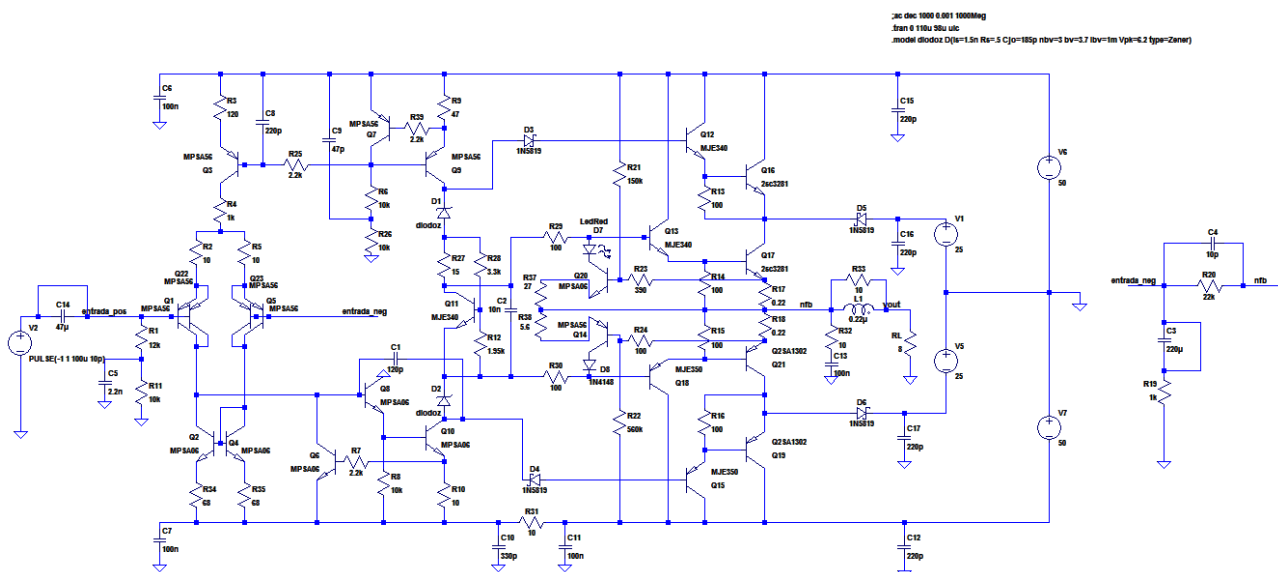 ;ac dec 1000 0.001 1000Meg
.tran 0 110u 98u uic
.model diodoz D(Is=1.5n Rs=.5 Cjo=185p nbv=3 bv=3.7 Ibv=1m Vpk=6.2 type=Zener)
C6
100n
R3
120
C8
220p
MPSA56
Q3
R25
2.2k
C9
47p
MPSA56
Q7
R39
2.2k
R9
47
MPSA56
Q9
D3
1N5819
Q12
MJE340
Q16
2sc3281
R13
100
C15
220p
V6
50
R4
1k
R6
10k
R26
10k
D1
diodoz
R21
150k
D5
1N5819
C16
220p
V1
25
C4
10p
R20
22k
entrada_neg
nfb
R2
10
R5
10
Q22
MPSA56
Q1
Q23
MPSA56
Q5
MPSA56
entrada_neg
R27
15
R28
3.3k
R29
100
LedRed
D7
Q13
MJE340
Q17
2sc3281
R14
100
R17
0.22
R33
10
L1
0.22µ
nfb
vout
C14
47µ
entrada_pos
V2
PULSE(-1 1 100u 10p)
R1
12k
C5
2.2n
R11
10k
Q11
MJE340
C2
10n
R12
1.95k
R37
27
R38
5.6
Q20
MPSA06
R23
390
MPSA56
Q14
R24
100
R15
100
R18
0.22
R32
10
C13
100n
RL
8
C3
220µ
R19
1k
V5
25
C1
120p
Q8
MPSA06
D2
diodoz
R30
100
D8
1N4148
MJE350
Q18
Q2SA1302
Q21
D6
1N5819
C17
220p
V7
50
Q2
MPSA06
Q4
MPSA06
Q6
MPSA06
R7
2.2k
R8
10k
Q10
MPSA06
R10
10
D4
1N5819
R22
560k
R16
100
MJE350
Q15
Q2SA1302
Q19
R34
68
R35
68
C7
100n
R31
10
C10
330p
C11
100n
C12
220p